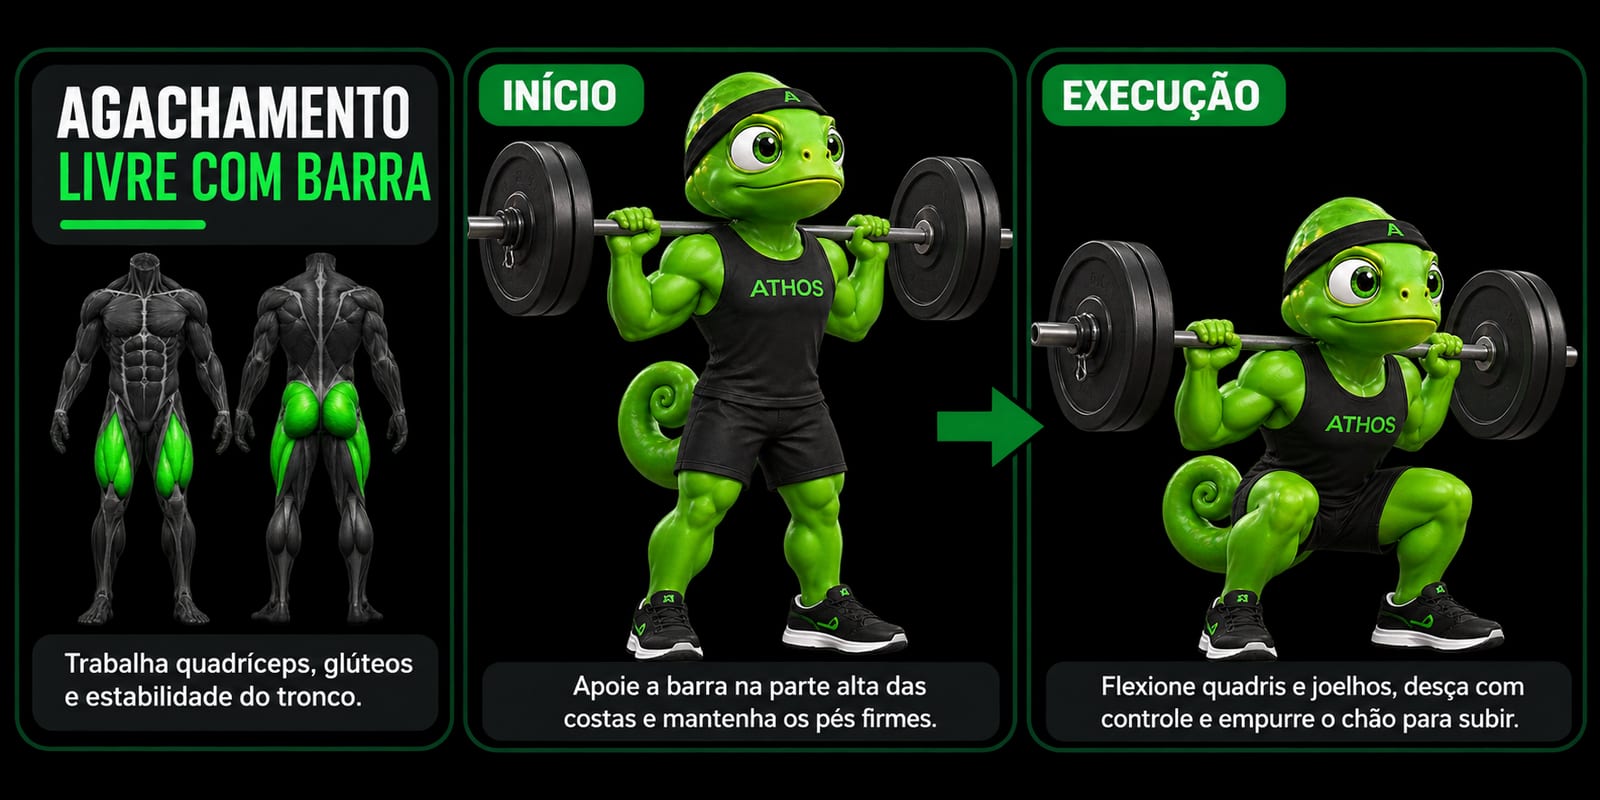 AGACHAMENTO
LIVRE COM BARRA
Trabalha quadríceps, glúteos
e estabilidade do tronco.
INÍCIO
A
ATHOS
Apoie a barra na parte alta das
costas e mantenha os pés firmes.
EXECUÇÃO
A
ATHOS
Flexione quadris e joelhos, desça com
controle e empurre o chão para subir.